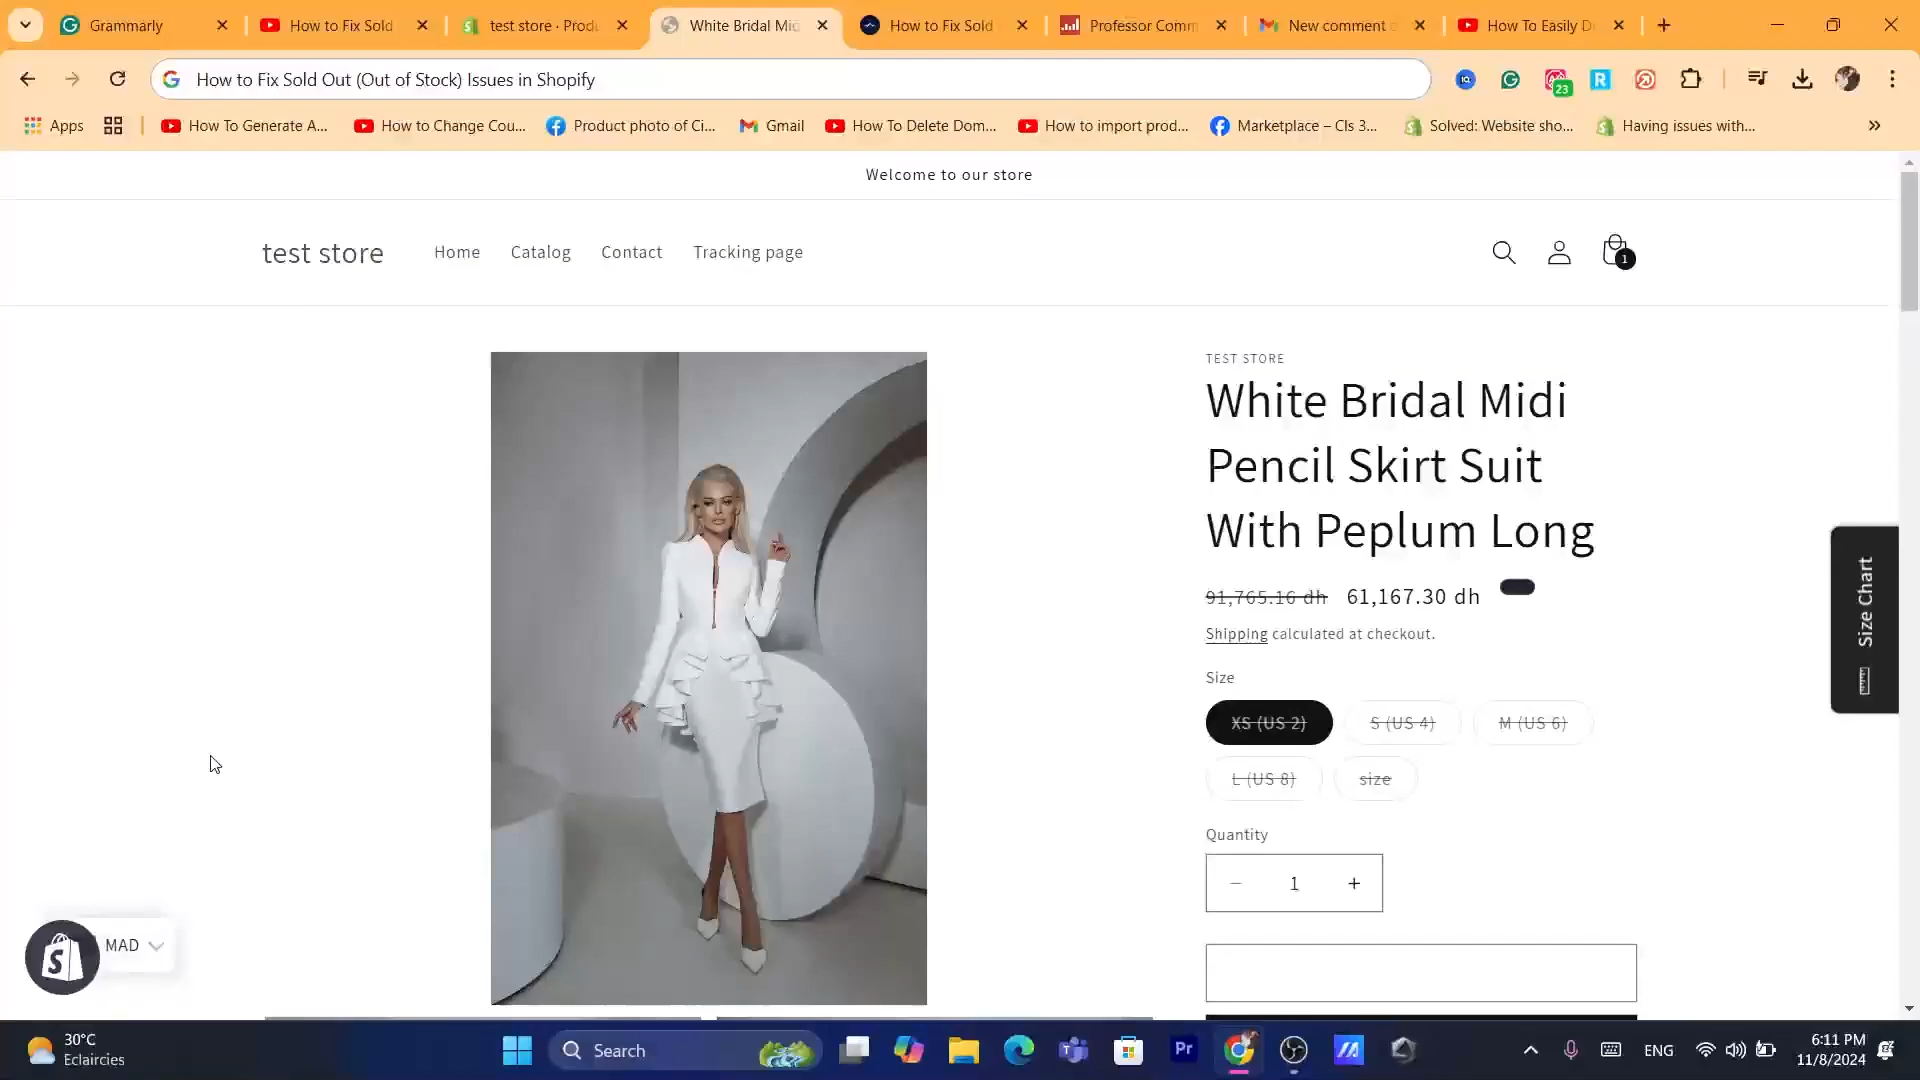 Grammarly
How to Fix Sold
test store · Produ
White Bridal Mid
How to Fix Sold
Professor Comm
New comment o
How To Easily D
How to Fix Sold Out (Out of Stock) Issues in Shopify
23
Apps
How To Generate A...
How to Change Cou...
Product photo of Ci...
Gmail
How To Delete Dom...
How to import prod...
Marketplace – Cls 3...
Solved: Website sho...
Having issues with...
Welcome to our store
test store
Home
Catalog
Contact
Tracking page
1
TEST STORE
White Bridal Midi
Pencil Skirt Suit
With Peplum Long
91,765.16 dh 61,167.30 dh
Shipping calculated at checkout.
Size
XS (US 2)
S (US 4)
M (US 6)
L (US 8)
size
Quantity
1
Size Chart
MAD
30°C
Eclaircies
Search
Pr
ENG
6:11 PM
11/8/2024